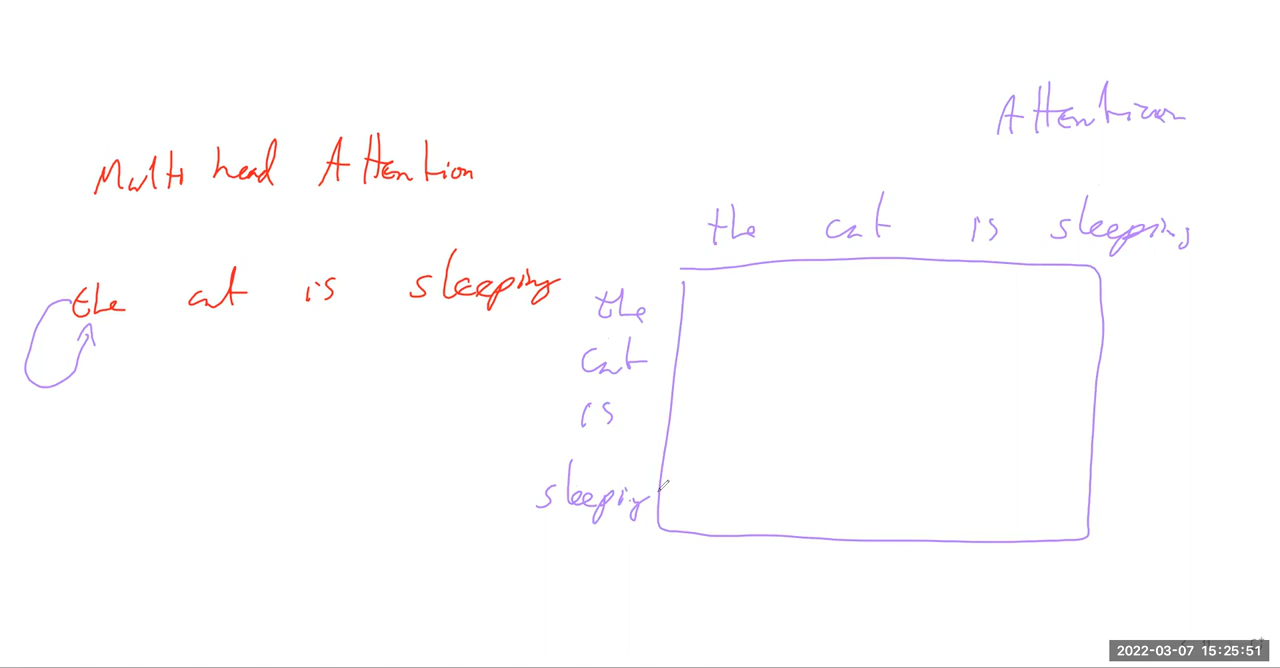 Attention
Multi head Attention
the cat is sleeping
the cat is sleeping
the
cat
is
sleeping
2022-03-07 15:25:51